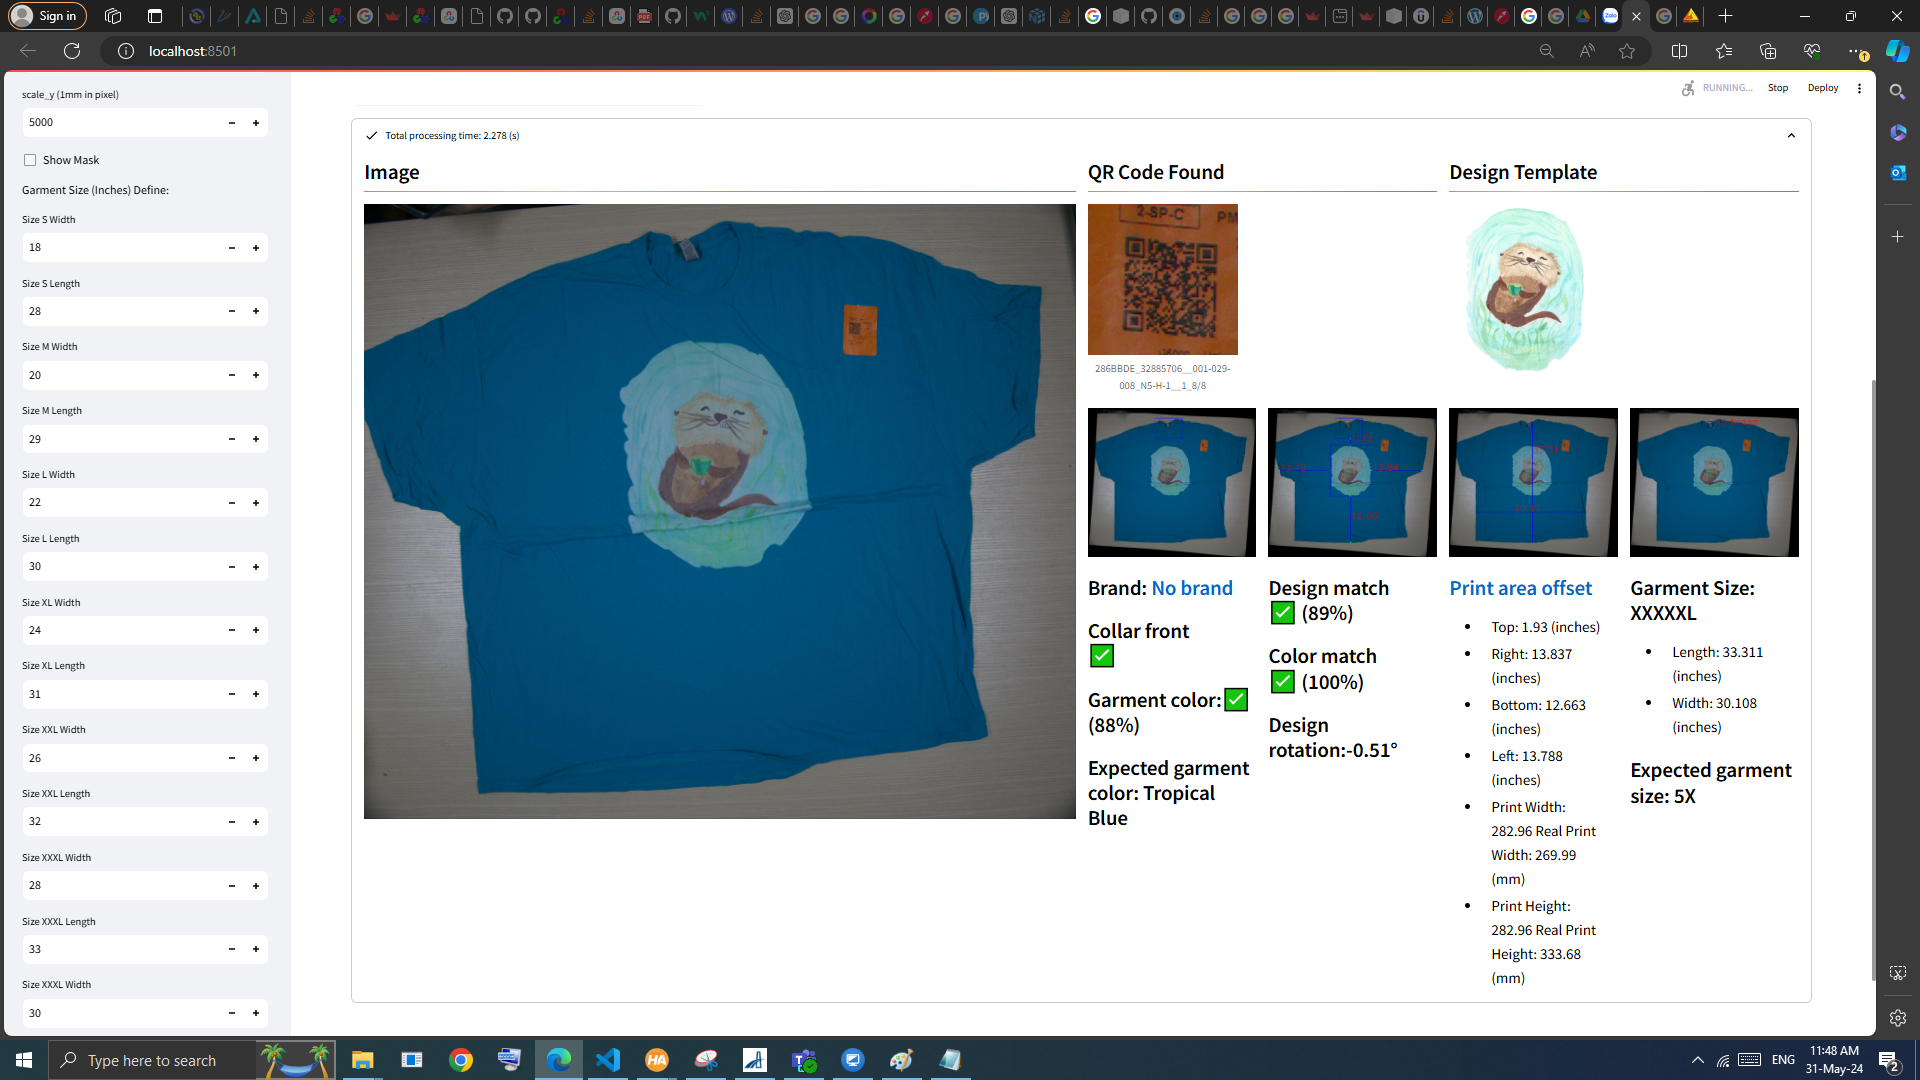 Sign in
localhost:8501
scale_y (1mm in pixel)
5000
Show Mask
Garment Size (Inches) Define:
Size S Width
18
Size S Length
28
Size M Width
20
Size M Length
29
Size L Width
22
Size L Length
30
Size XL Width
24
Size XL Length
31
Size XXL Width
26
Size XXL Length
32
Size XXXL Width
28
Size XXXL Length
33
Size XXXL Width
30
RUNNING...
Stop
Deploy
Total processing time: 2.278 (s)
Image
QR Code Found
2-SP-C
PM
286BBDE_32885706__001-029-
008_N5-H-1__1_8/8
Design Template
Brand: No brand
Collar front
Garment color:
(88%)
Expected garment
color: Tropical
Blue
Design match
(89%)
Color match
(100%)
Design
rotation:-0.51°
Print area offset
Top: 1.93 (inches)
Right: 13.837
(inches)
Bottom: 12.663
(inches)
Left: 13.788
(inches)
Print Width:
282.96 Real Print
Width: 269.99
(mm)
Print Height:
282.96 Real Print
Height: 333.68
(mm)
Garment Size:
XXXXXL
Length: 33.311
(inches)
Width: 30.108
(inches)
Expected garment
size: 5X
Type here to search
ENG
11:48 AM
31-May-24
2